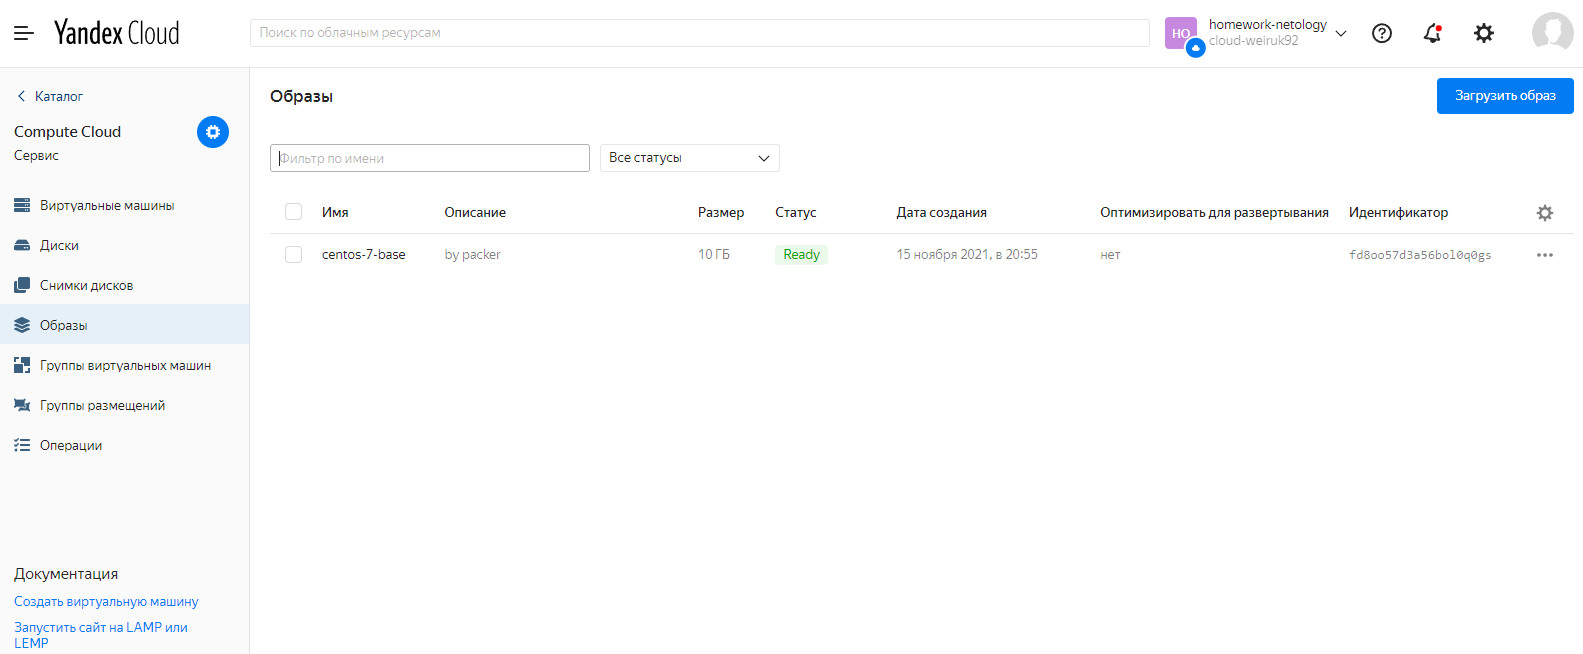 Yandex Cloud
Поиск по облачным ресурсам
HO
homework-netology
cloud-weiruk92
Каталог
Compute Cloud
Сервис
Виртуальные машины
Диски
Снимки дисков
Образы
Группы виртуальных машин
Группы размещений
Операции
Документация
Создать виртуальную машину
Запустить сайт на LAMP или
LEMP
Образы
Загрузить образ
Фильтр по имени
Все статусы
Имя Описание Размер Статус Дата создания Оптимизировать для развертывания Идентификатор
centos-7-base by packer 10 ГБ Ready 15 ноября 2021, в 20:55 нет fd8oo57d3a56bol0q0gs